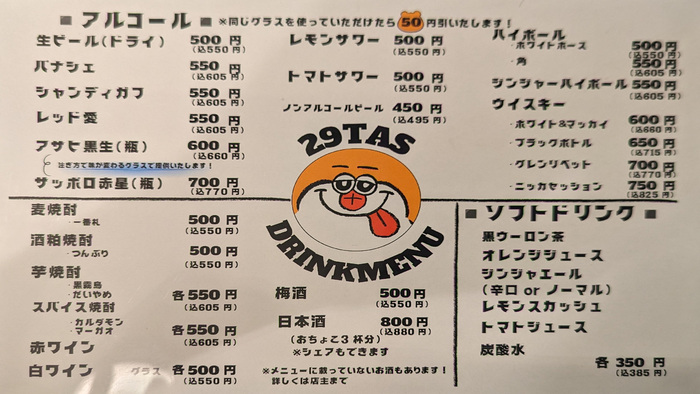 ■ アルコール ■ ※同じグラスを使っていただけたら50円引いたします！
生ビール(ドライ) 500円
(込550円)
パナシェ 550円
(込605円)
シャンディガフ 550円
(込605円)
レッド愛 550円
(込605円)
アサヒ黒生(瓶) 600円
(込660円)
注ぎ方で味が変わるグラスで提供いたします！
サッポロ赤星(瓶) 700円
(込770円)
レモンサワー 500円
(込550円)
トマトサワー 500円
(込550円)
ノンアルコールビール 450円
(込495円)
ハイボール
・ホワイトホース 500円
(込550円)
・角 550円
(込605円)
ジンジャーハイボール 550円
(込605円)
ウイスキー
・ホワイト&マッカイ 600円
(込660円)
・ブラックボトル 650円
(込715円)
・グレンリベット 700円
(込770円)
・ニッカセッション 750円
(込825円)
29TAS
DRINKMENU
麦焼酎
・一番札 500円
(込550円)
酒粕焼酎
・つんぶり 500円
(込550円)
芋焼酎
・黒霧島
・だいやめ 各550円
(込605円)
スパイス焼酎
・カルダモン
・マーガオ 各550円
(込605円)
赤ワイン
白ワイン グラス 各500円
(込550円)
梅酒 500円
(込550円)
日本酒 800円
(込880円)
(おちょこ3杯分)
※シェアもできます
※メニューに載っていないお酒もあります！
詳しくは店主まで
■ ソフトドリンク ■
黒ウーロン茶
オレンジジュース
ジンジャエール
(辛口 or ノーマル)
レモンスカッシュ
トマトジュース
炭酸水
各350円
(込385円)